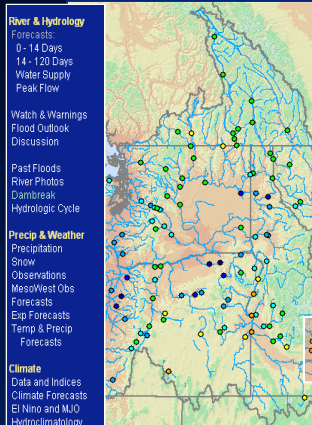 River & Hydrology
Forecasts:
0 - 14 Days
14 - 120 Days
Water Supply
Peak Flow
Watch & Warnings
Flood Outlook
Discussion
Past Floods
River Photos
Dambreak
Hydrologic Cycle
Precip & Weather
Precipitation
Snow
Observations
MesoWest Obs
Forecasts
Exp Forecasts
Temp & Precip
Forecasts
Climate
Data and Indices
Climate Forecasts
El Nino and MJO
Hydroclimatology